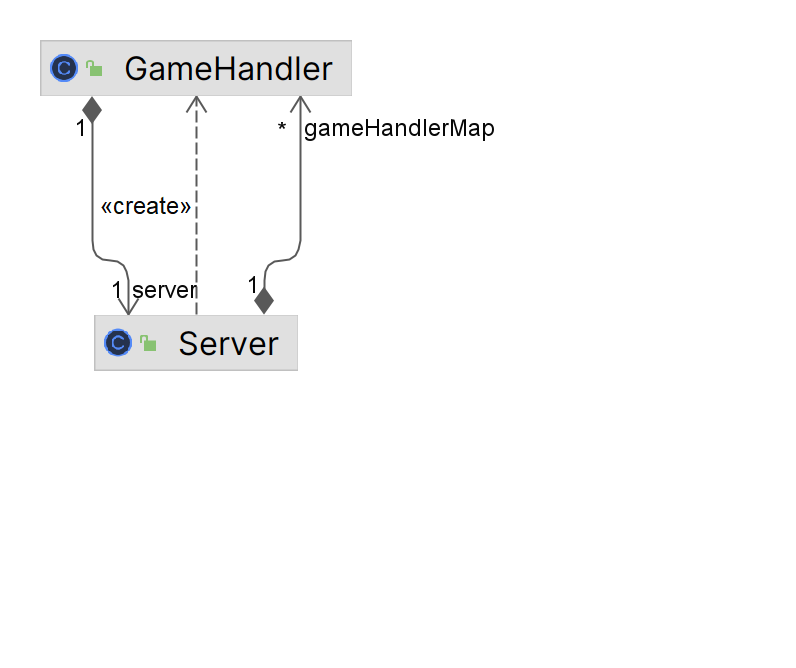 GameHandler
1
* gameHandlerMap
«create»
1
1 server
Server